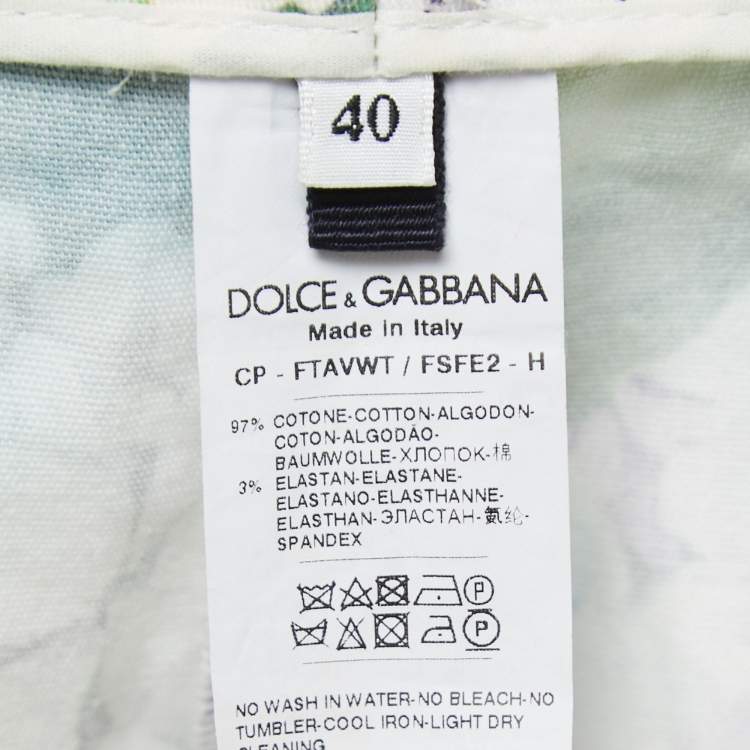 40
DOLCE & GABBANA
Made in Italy
CP - FTAVWT / FSFE2 - H
97% COTONE-COTTON-ALGODON-
COTON-ALGODÃO-
BAUMWOLLE-ХЛОПОК-棉
3% ELASTAN-ELASTANE-
ELASTANO-ELASTHANNE-
ELASTHAN-ЭЛАСТАН-氨纶-
SPANDEX
P
P
NO WASH IN WATER-NO BLEACH-NO
TUMBLER-COOL IRON-LIGHT DRY
CLEANING